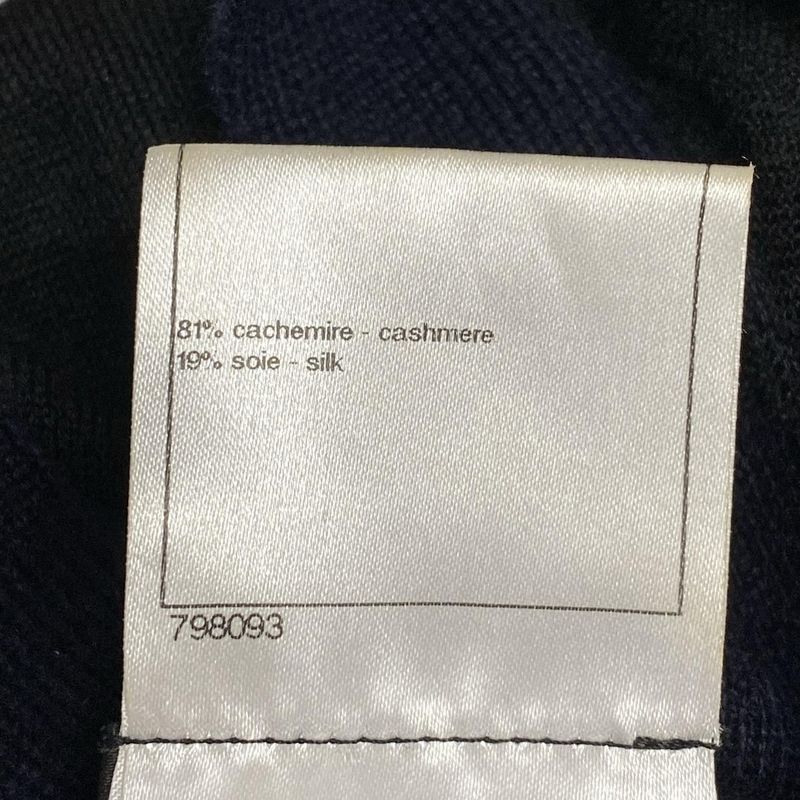 81% cachemire - cashmere
19% soie - silk
798093